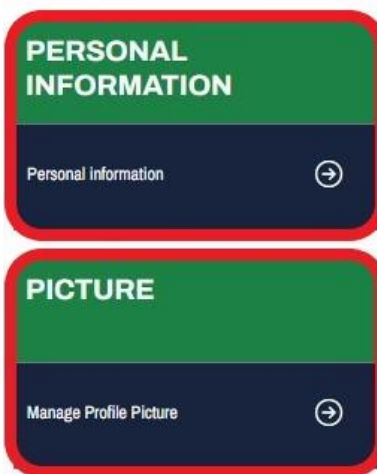 PERSONAL
INFORMATION
Personal information
PICTURE
Manage Profile Picture